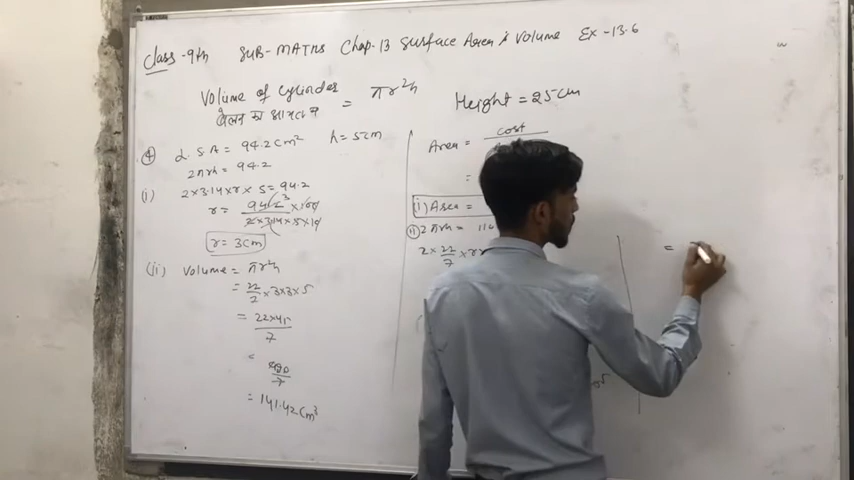 Class-9th SUB-MATHS Chap.13 Surface Area & Volume Ex-13.6
Volume of Cylinder = πr²h
बेलन का आयतन
Height = 25cm
④ L.S.A = 94.2 cm² h = 5cm
2πrh = 94.2
(i) 2×3.14×r×5=94.2
r = 94.2 3 ×100
2×3.14×5×10
r = 3cm
(ii) Volume = πr²h
= 22/7 ×3×3×5
= 22×45
7
= 990
7
= 141.42 cm³
Area = cost
=
(i) Area =
(ii) 2πrh = 110
2×22/7×r×
=